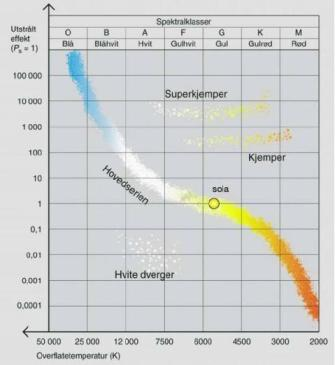 Spektralklasser
O B A F G K M
Blå Blåhvit Hvit Gulhvit Gul Gulrød Rød
Utstrålt
effekt
(Ps = 1)
100 000
10 000
1 000
100
10
1
0,1
0,01
0,001
0,0001
Superkjemper
Kjemper
Hovedserien
sola
Hvite dverger
50 000 25 000 12 000 7500 6000 4500 3000 2000
Overflatetemperatur (K)